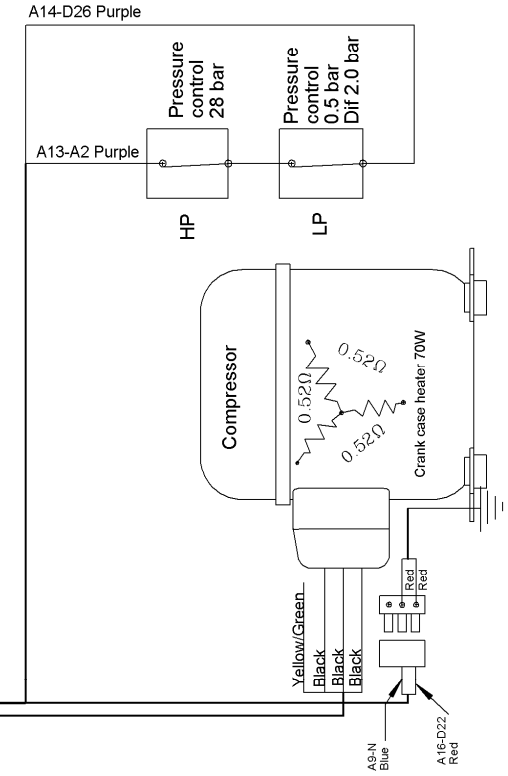 A14-D26 Purple
Pressure
control
28 bar
Pressure
control
0.5 bar
Dif 2.0 bar
A13-A2 Purple
HP
LP
Compressor
0.52Ω
0.52Ω
0.52Ω
Crank case heater 70W
Red
Red
Yellow/Green
Black
Black
Black
A9-N
Blue
A16-D22
Red